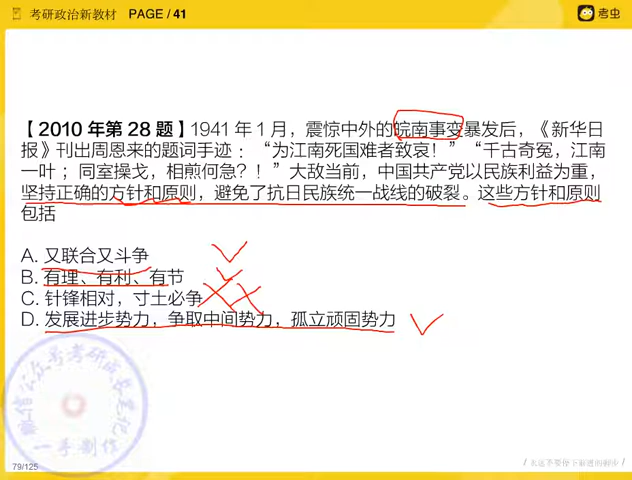 考研政治新教材 PAGE / 41
考虫
【2010 年第 28 题】1941 年 1 月，震惊中外的皖南事变暴发后，《新华日
报》刊出周恩来的题词手迹：“为江南死国难者致哀！”“千古奇冤，江南
一叶；同室操戈，相煎何急？！”大敌当前，中国共产党以民族利益为重，
坚持正确的方针和原则，避免了抗日民族统一战线的破裂。这些方针和原则
包括
A. 又联合又斗争
B. 有理、有利、有节
C. 针锋相对，寸土必争
D. 发展进步势力，争取中间势力，孤立顽固势力
一手制作
79/125